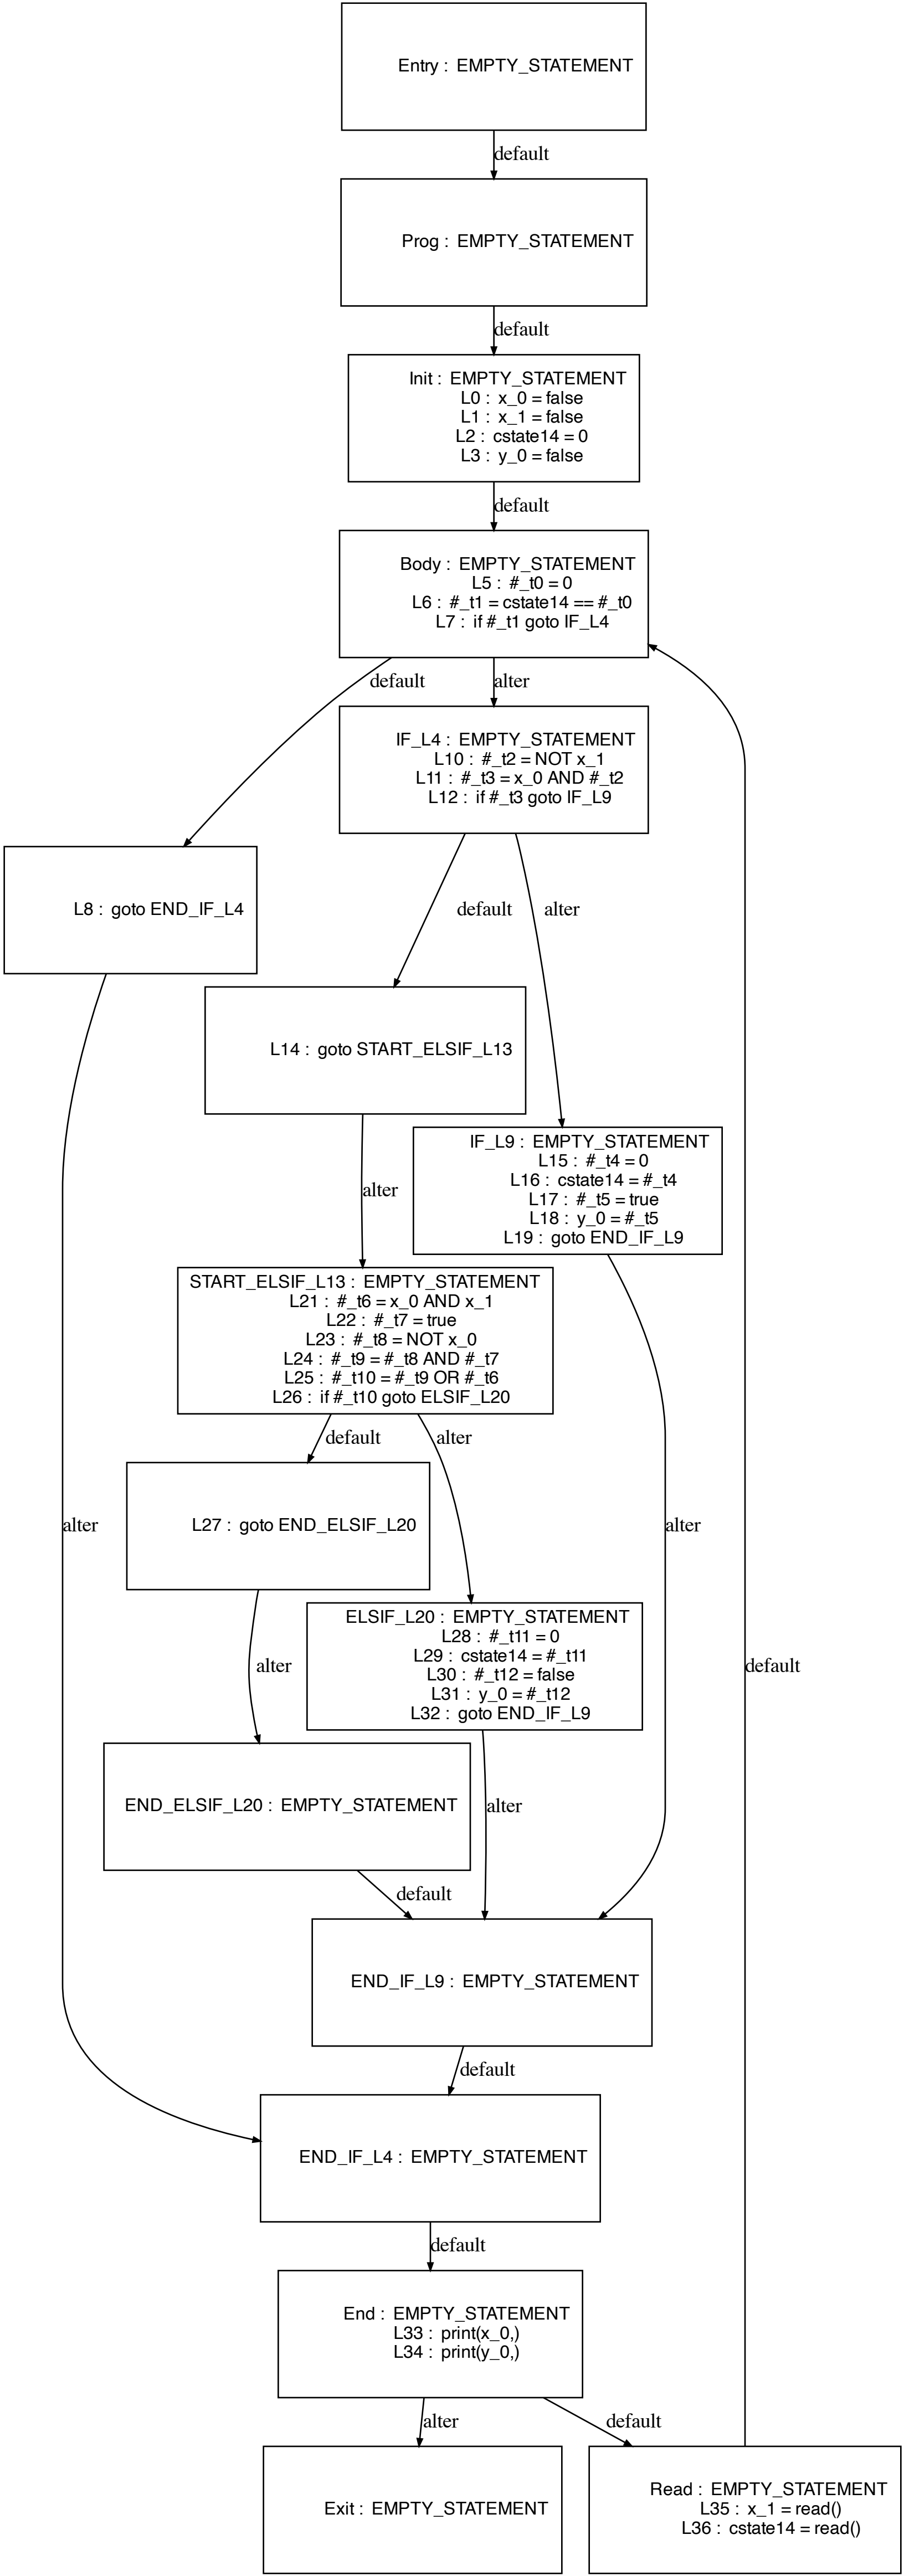 Entry : EMPTY_STATEMENT
default
Prog : EMPTY_STATEMENT
default
Init : EMPTY_STATEMENT
L0 : x_0 = false
L1 : x_1 = false
L2 : cstate14 = 0
L3 : y_0 = false
default
Body : EMPTY_STATEMENT
L5 : #_t0 = 0
L6 : #_t1 = cstate14 == #_t0
L7 : if #_t1 goto IF_L4
default
alter
IF_L4 : EMPTY_STATEMENT
L10 : #_t2 = NOT x_1
L11 : #_t3 = x_0 AND #_t2
L12 : if #_t3 goto IF_L9
L8 : goto END_IF_L4
default
alter
L14 : goto START_ELSIF_L13
alter
IF_L9 : EMPTY_STATEMENT
L15 : #_t4 = 0
L16 : cstate14 = #_t4
L17 : #_t5 = true
L18 : y_0 = #_t5
L19 : goto END_IF_L9
START_ELSIF_L13 : EMPTY_STATEMENT
L21 : #_t6 = x_0 AND x_1
L22 : #_t7 = true
L23 : #_t8 = NOT x_0
L24 : #_t9 = #_t8 AND #_t7
L25 : #_t10 = #_t9 OR #_t6
L26 : if #_t10 goto ELSIF_L20
default
alter
alter
L27 : goto END_ELSIF_L20
alter
ELSIF_L20 : EMPTY_STATEMENT
L28 : #_t11 = 0
L29 : cstate14 = #_t11
L30 : #_t12 = false
L31 : y_0 = #_t12
L32 : goto END_IF_L9
alter
default
END_ELSIF_L20 : EMPTY_STATEMENT
alter
default
END_IF_L9 : EMPTY_STATEMENT
default
END_IF_L4 : EMPTY_STATEMENT
default
End : EMPTY_STATEMENT
L33 : print(x_0,)
L34 : print(y_0,)
alter
default
Exit : EMPTY_STATEMENT
Read : EMPTY_STATEMENT
L35 : x_1 = read()
L36 : cstate14 = read()